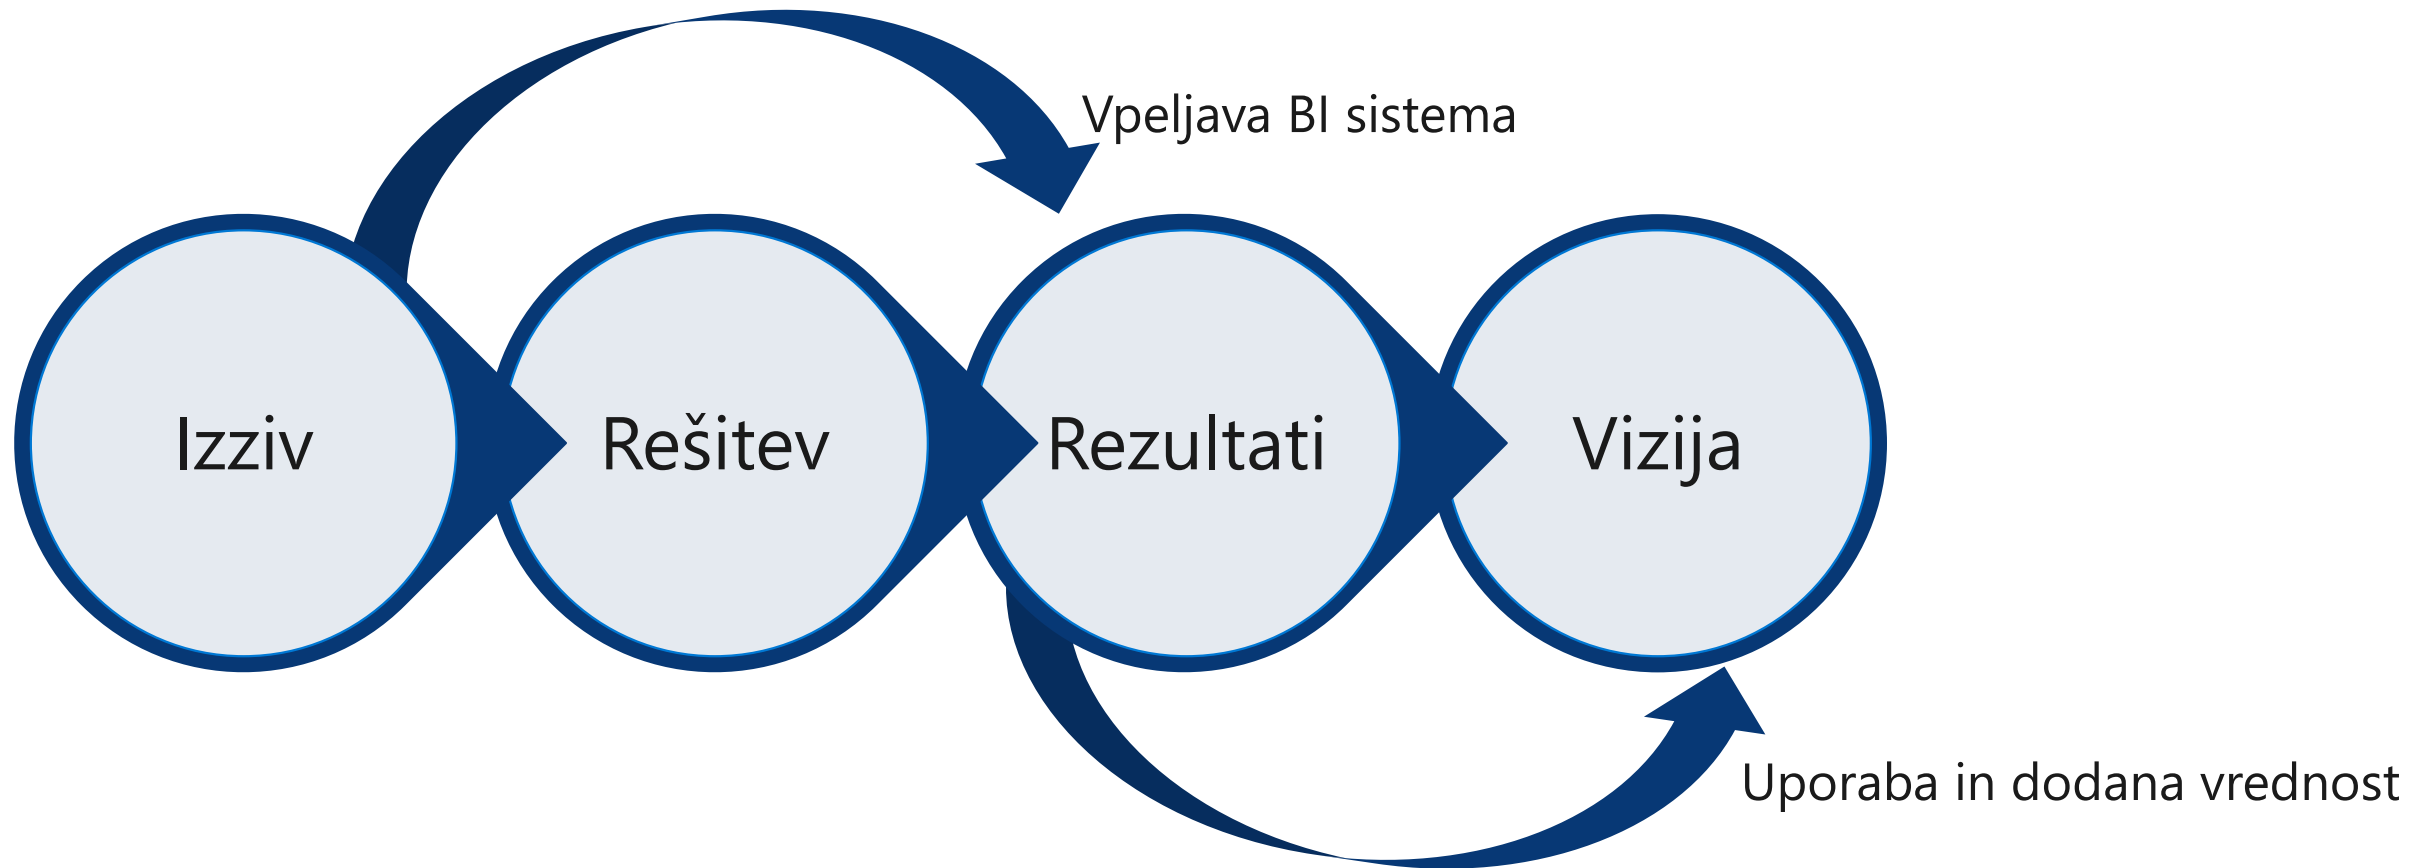 Vpeljava BI sistema
Izziv
Rešitev
Rezultati
Vizija
Uporaba in dodana vrednost